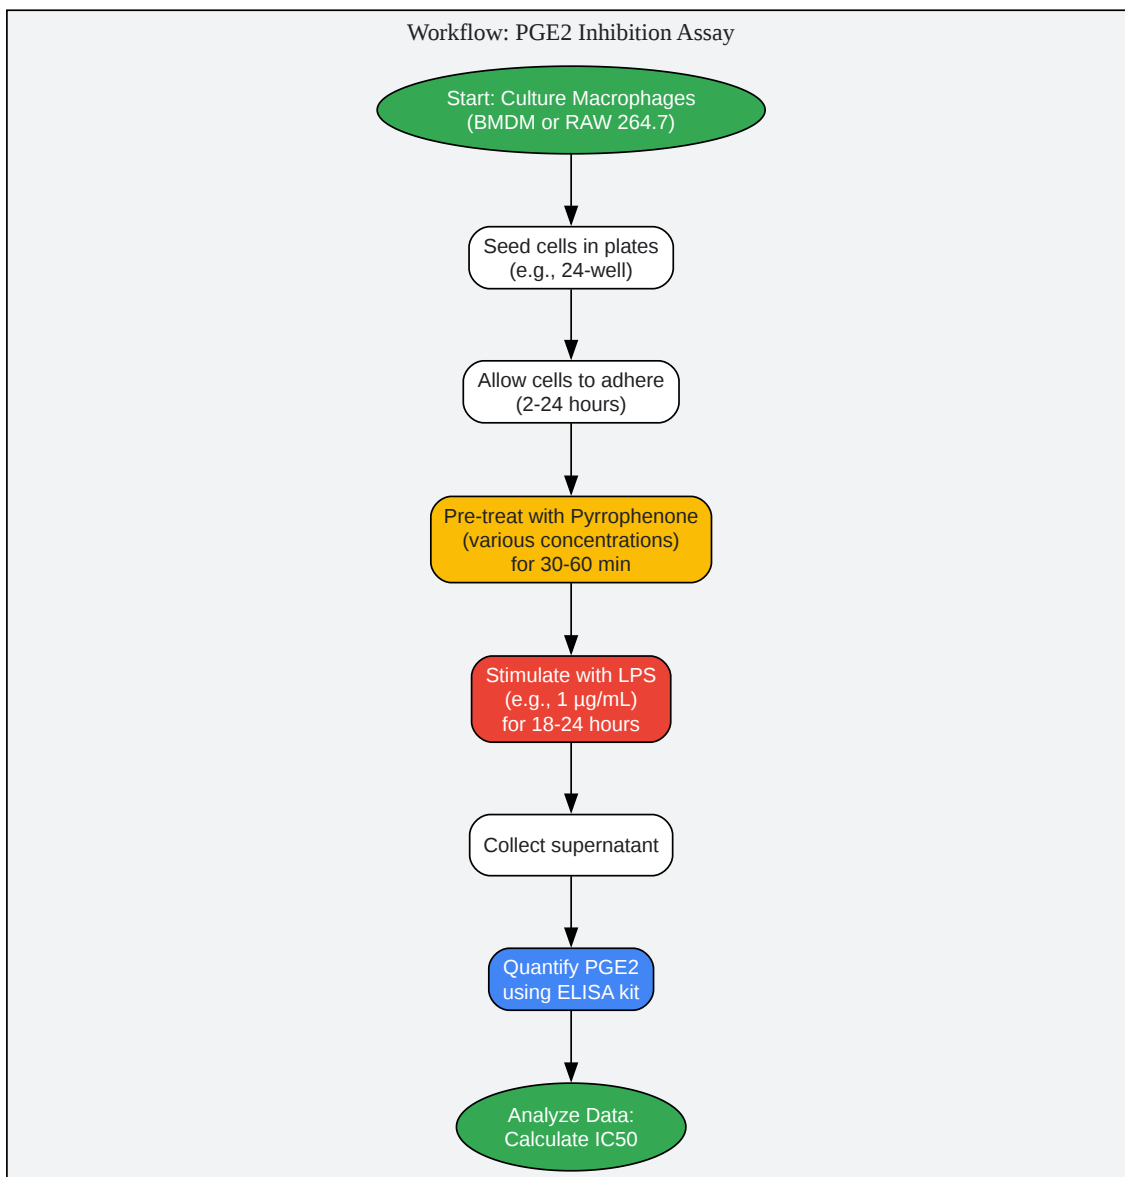 Workflow: PGE2 Inhibition Assay
Start: Culture Macrophages
(BMDM or RAW 264.7)
Seed cells in plates
(e.g., 24-well)
Allow cells to adhere
(2-24 hours)
Pre-treat with Pyrrophenone
(various concentrations)
for 30-60 min
Stimulate with LPS
(e.g., 1 µg/mL)
for 18-24 hours
Collect supernatant
Quantify PGE2
using ELISA kit
Analyze Data:
Calculate IC50